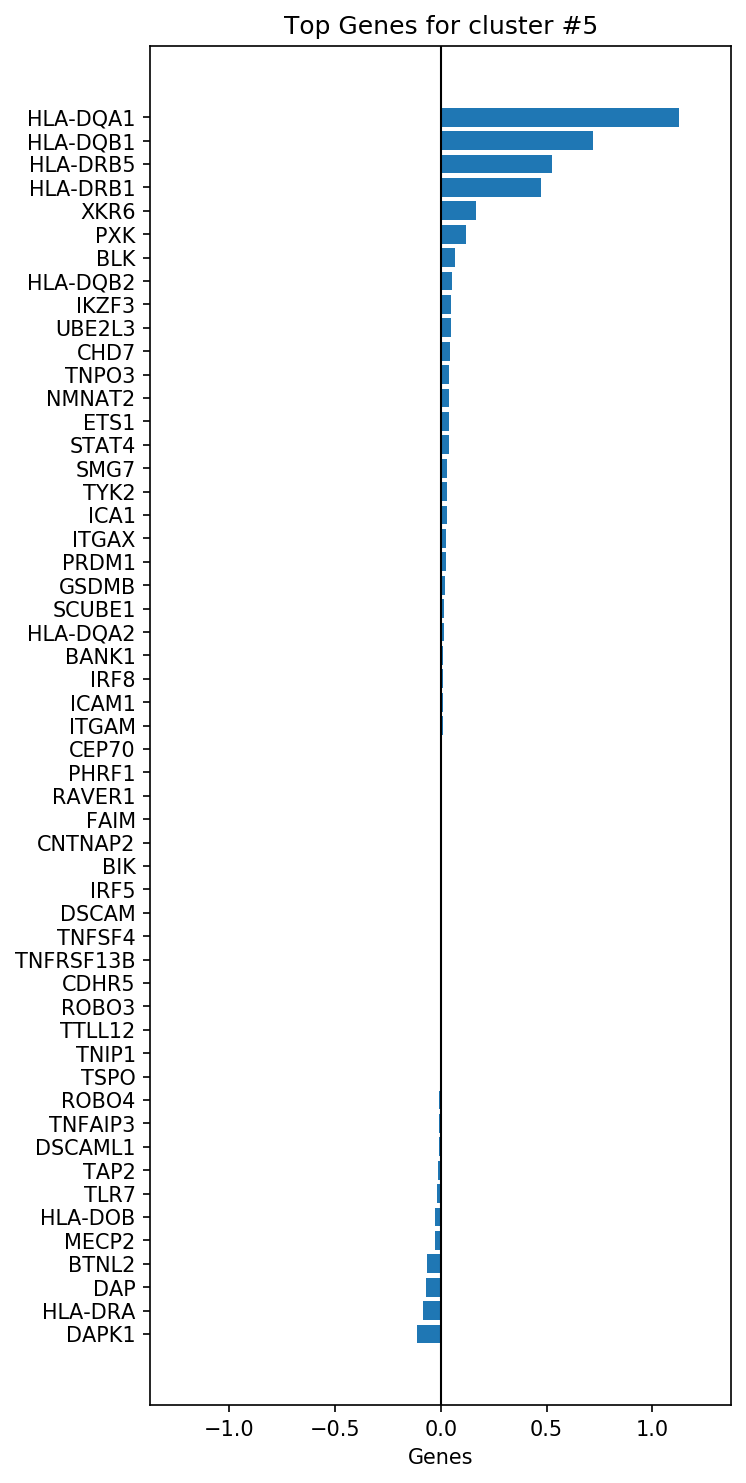 Top Genes for cluster #5
HLA-DQA1
HLA-DQB1
HLA-DRB5
HLA-DRB1
XKR6
PXK
BLK
HLA-DQB2
IKZF3
UBE2L3
CHD7
TNPO3
NMNAT2
ETS1
STAT4
SMG7
TYK2
ICA1
ITGAX
PRDM1
GSDMB
SCUBE1
HLA-DQA2
BANK1
IRF8
ICAM1
ITGAM
CEP70
PHRF1
RAVER1
FAIM
CNTNAP2
BIK
IRF5
DSCAM
TNFSF4
TNFRSF13B
CDHR5
ROBO3
TTLL12
TNIP1
TSPO
ROBO4
TNFAIP3
DSCAML1
TAP2
TLR7
HLA-DOB
MECP2
BTNL2
DAP
HLA-DRA
DAPK1
−1.0 −0.5 0.0 0.5 1.0
Genes